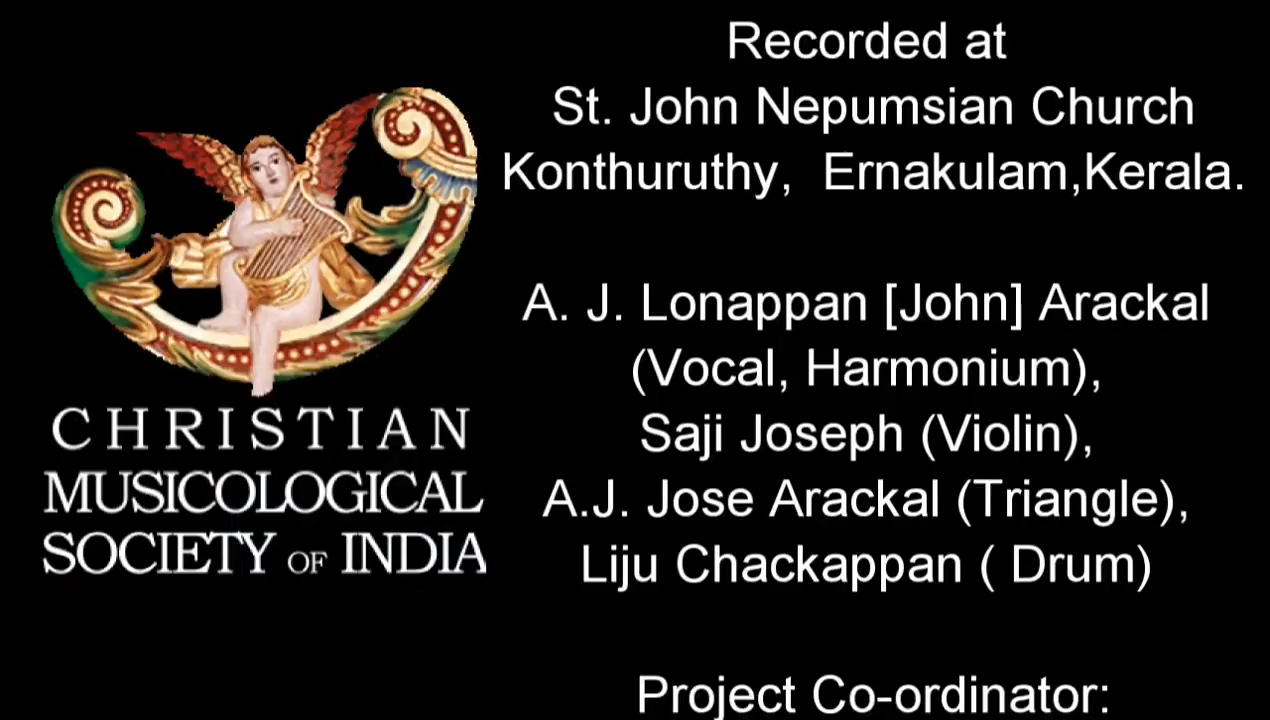 Recorded at
St. John Nepumsian Church
Konthuruthy, Ernakulam,Kerala.
A. J. Lonappan [John] Arackal
(Vocal, Harmonium),
Saji Joseph (Violin),
A.J. Jose Arackal (Triangle),
Liju Chackappan ( Drum)
Project Co-ordinator:
CHRISTIAN
MUSICOLOGICAL
SOCIETY OF INDIA